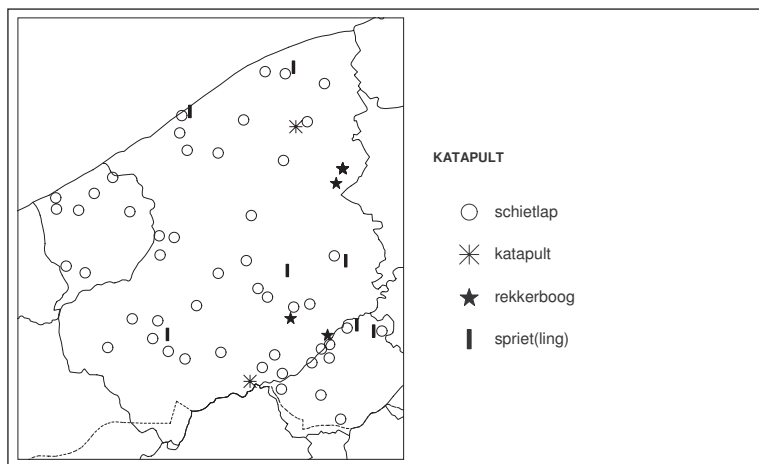 KATAPULT
schietlap
katapult
rekkerboog
spriet(ling)